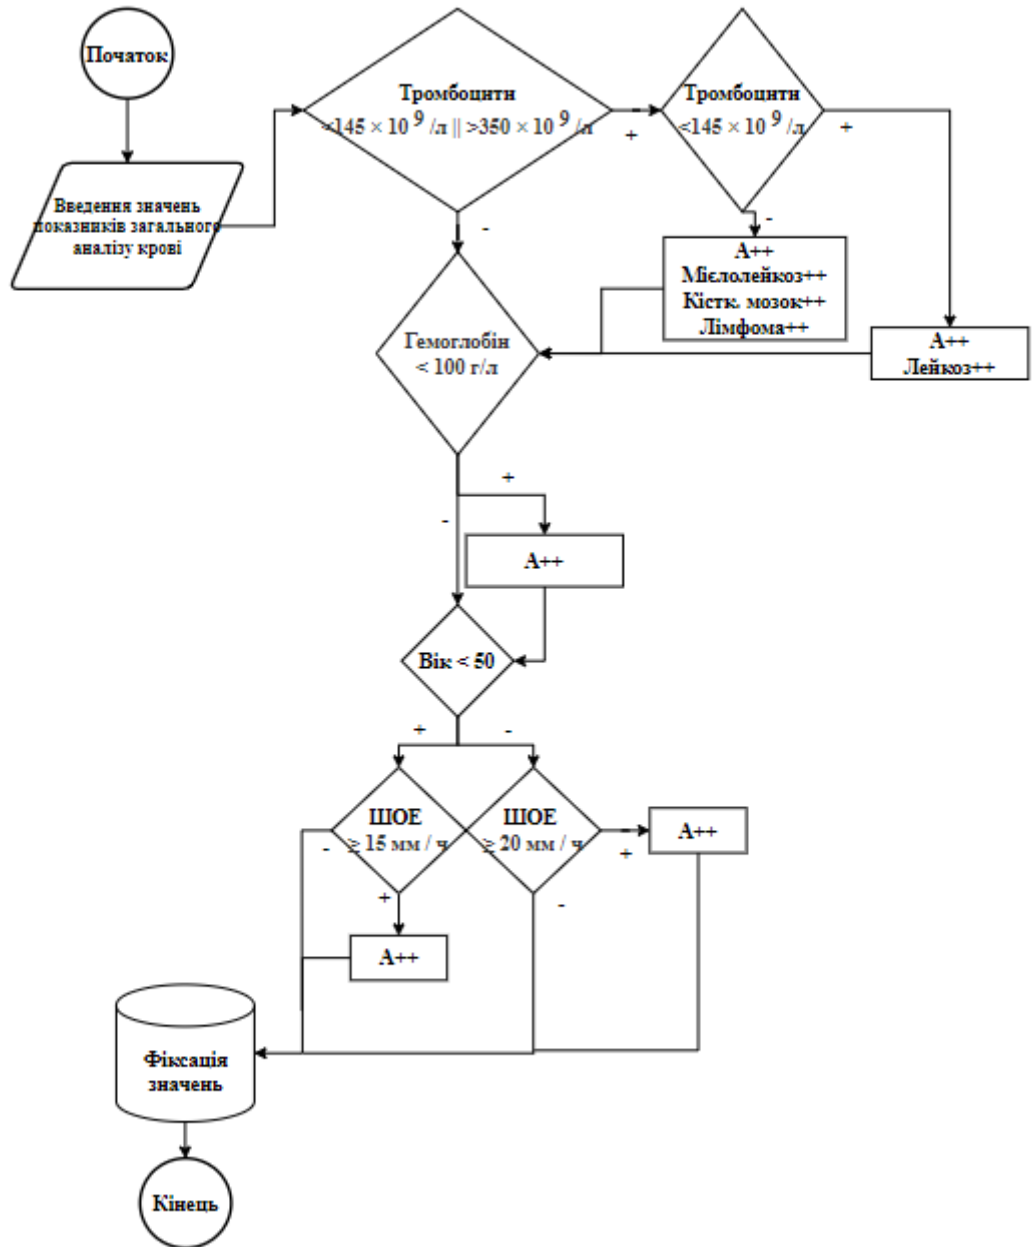 Початок
Введення значень
показників загального
аналізу крові
Тромбоцити
<145 × 10 9 /л || >350 × 10 9 /л
+
-
Тромбоцити
<145 × 10 9 /л
+
-
А++
Мієлолейкоз++
Кістк. мозок++
Лімфома++
А++
Лейкоз++
Гемоглобін
< 100 г/л
+
-
А++
Вік < 50
+
-
ШОЕ
≥ 15 мм / ч
-
+
ШОЕ
≥ 20 мм / ч
+
-
А++
А++
Фіксація
значень
Кінець